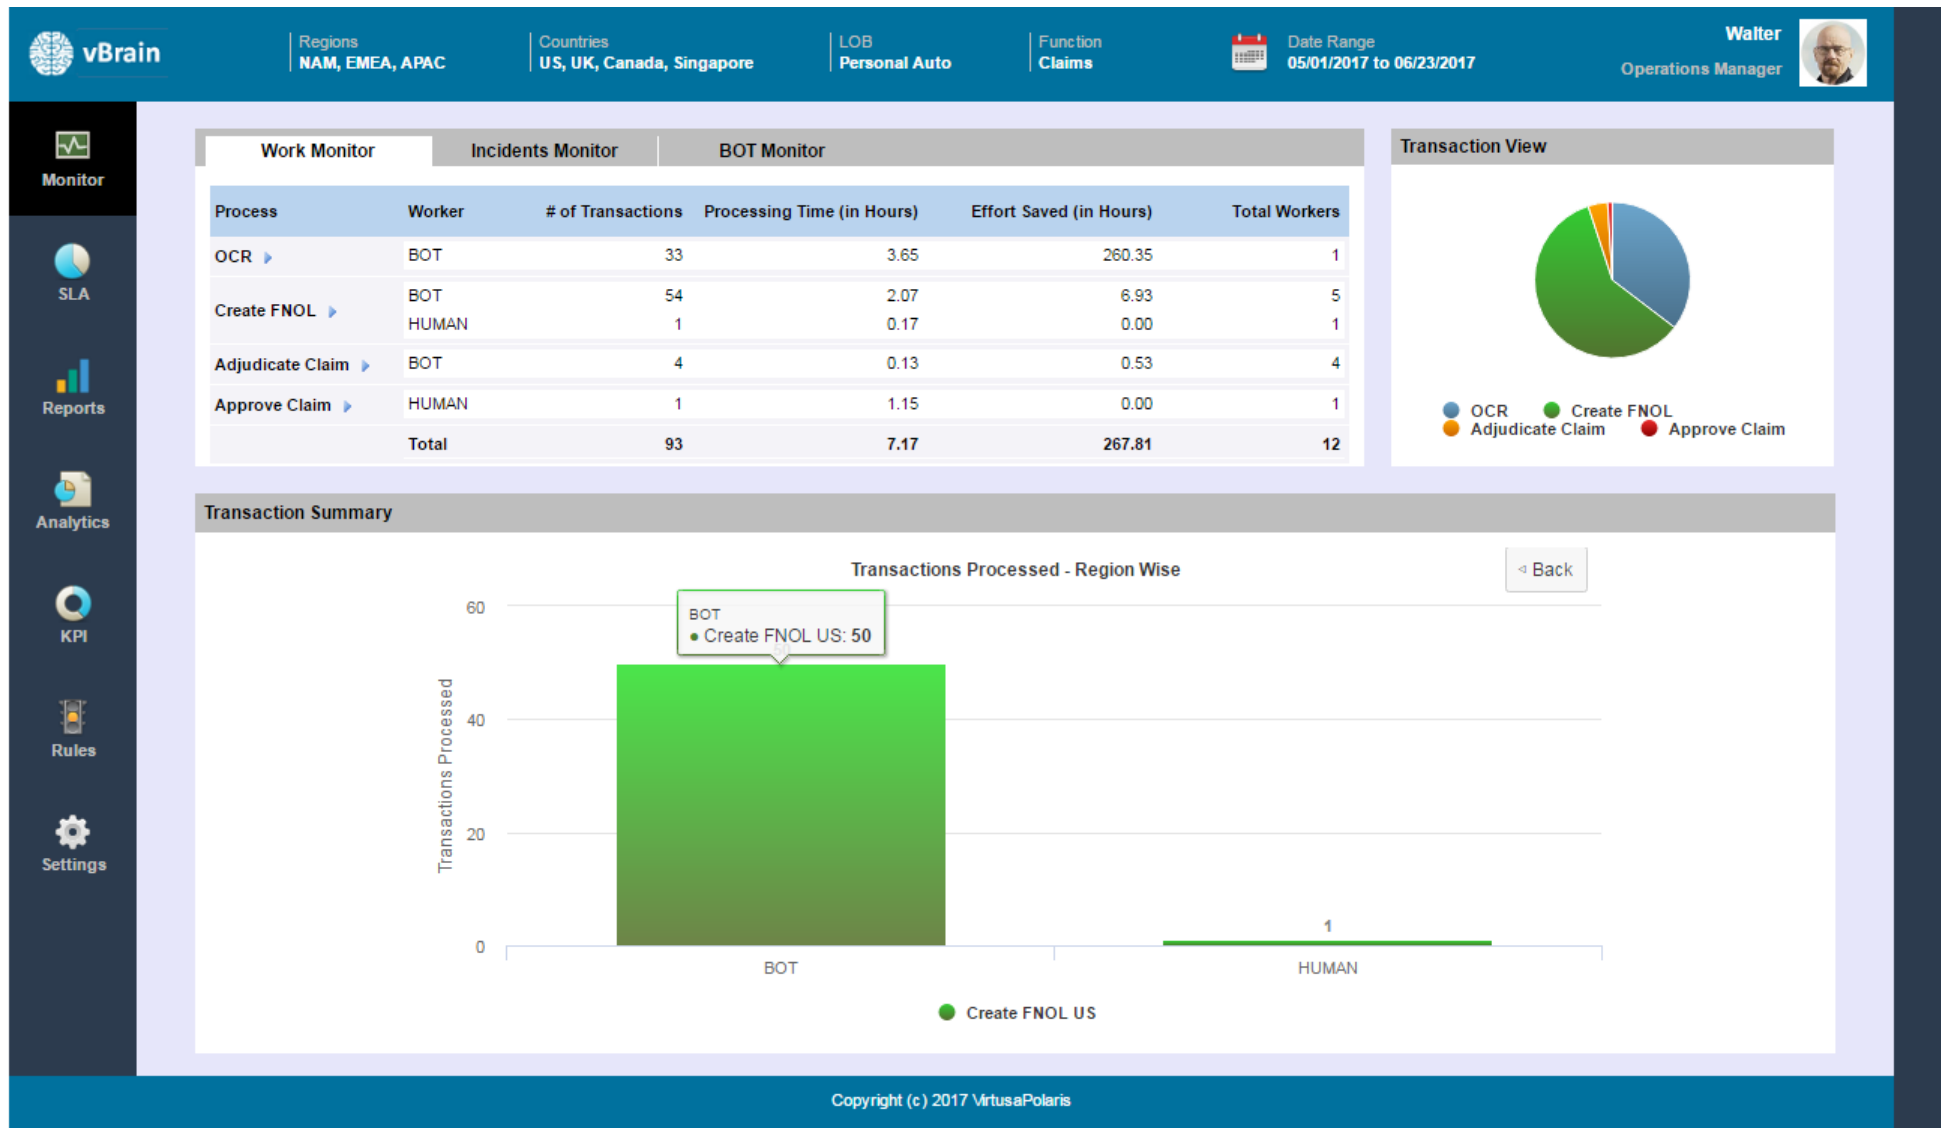 vBrain
Regions
NAM, EMEA, APAC
Countries
US, UK, Canada, Singapore
LOB
Personal Auto
Function
Claims
Date Range
05/01/2017 to 06/23/2017
Walter
Operations Manager
Monitor
SLA
Reports
Analytics
KPI
Rules
Settings
Work Monitor Incidents Monitor BOT Monitor
Process Worker # of Transactions Processing Time (in Hours) Effort Saved (in Hours) Total Workers
OCR BOT 33 3.65 260.35 1
Create FNOL BOT 54 2.07 6.93 5
HUMAN 1 0.17 0.00 1
Adjudicate Claim BOT 4 0.13 0.53 4
Approve Claim HUMAN 1 1.15 0.00 1
Total 93 7.17 267.81 12
Transaction View
OCR Create FNOL
Adjudicate Claim Approve Claim
Transaction Summary
Transactions Processed - Region Wise
Back
BOT
Create FNOL US: 50
50
Transactions Processed
60
40
20
0
1
BOT HUMAN
Create FNOL US
Copyright (c) 2017 VirtusaPolaris